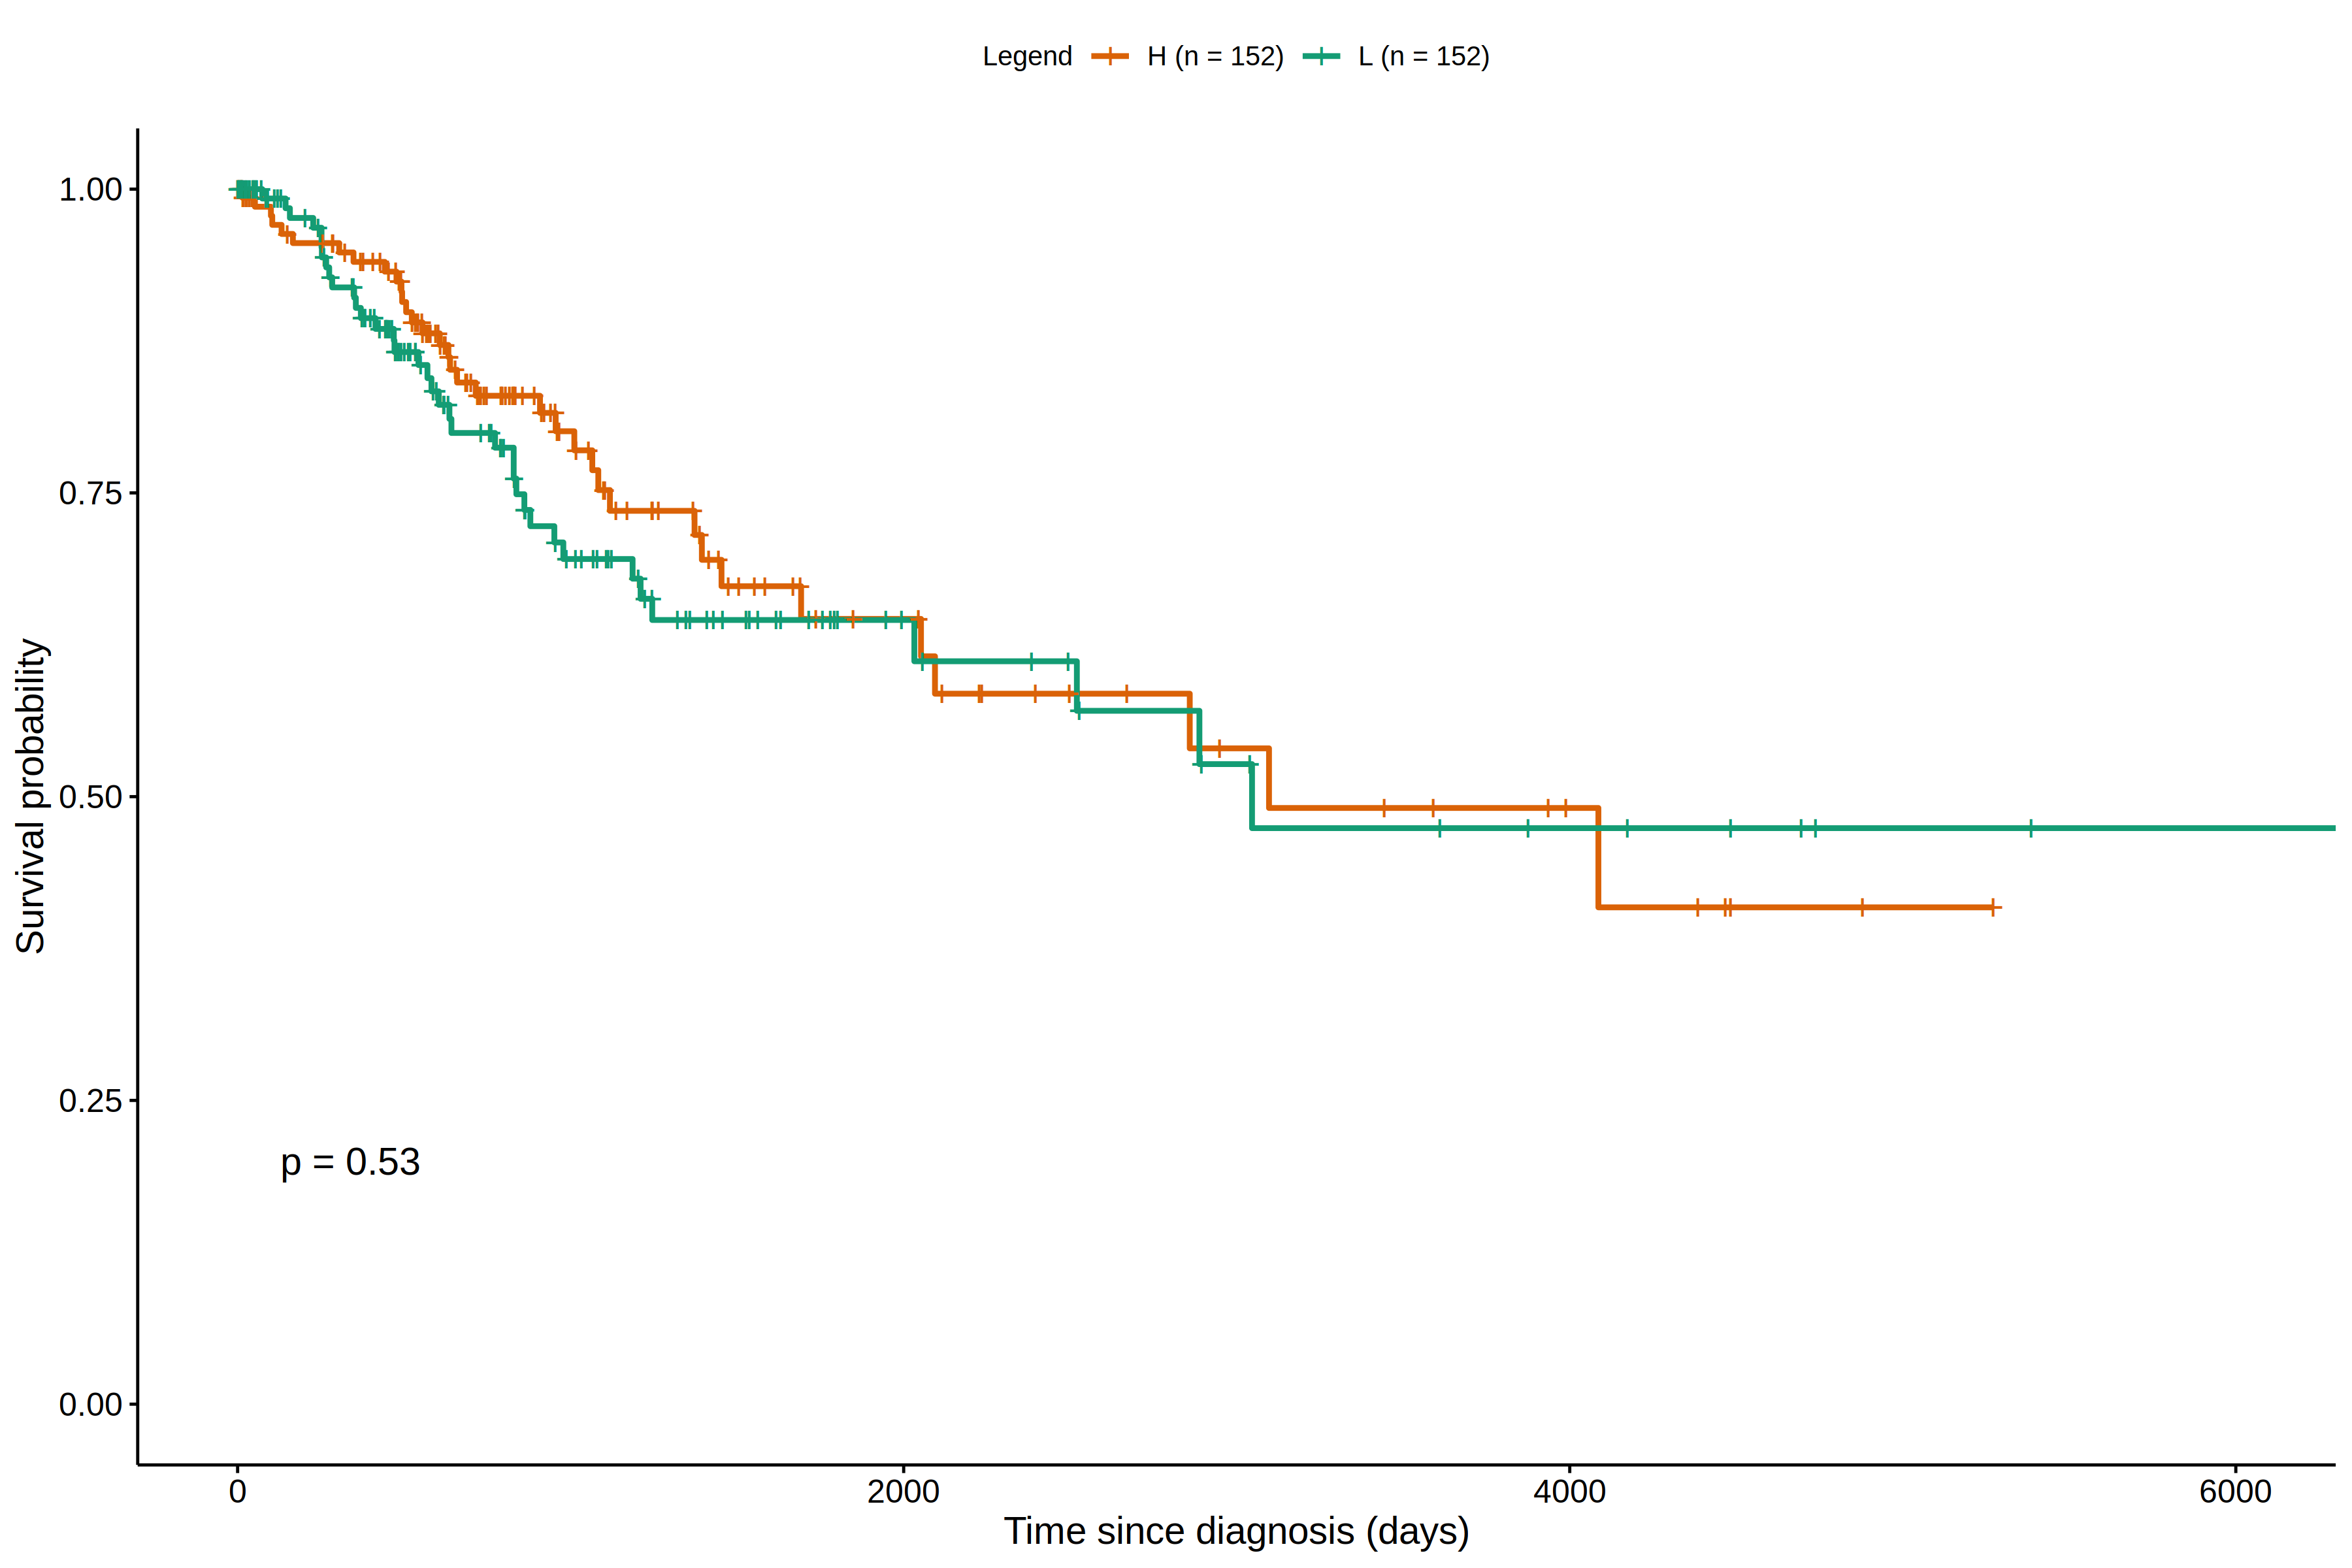 Legend H (n = 152) L (n = 152)
1.00
0.75
0.50
0.25
0.00
Survival probability
p = 0.53
0 2000 4000 6000
Time since diagnosis (days)